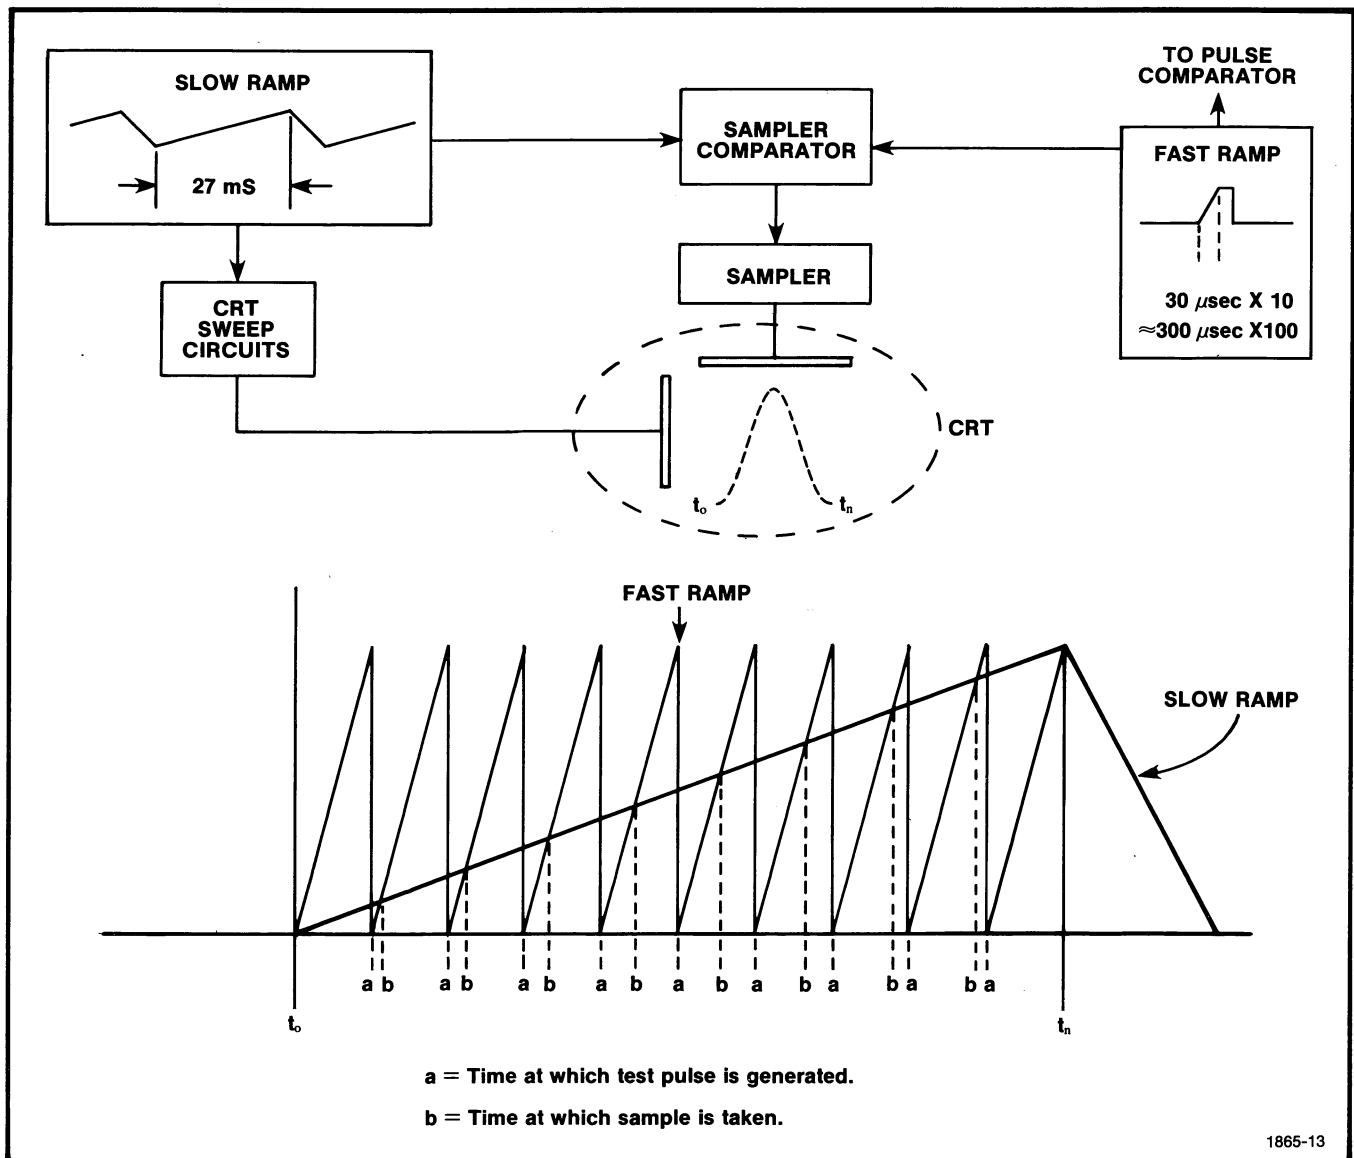 SLOW RAMP
27 mS
SAMPLER
COMPARATOR
TO PULSE
COMPARATOR
FAST RAMP
30 μsec X 10
≈300 μsec X100
CRT
SWEEP
CIRCUITS
SAMPLER
CRT
to
tn
FAST RAMP
SLOW RAMP
a b a b a b a b a b a b a b a b a
to
tn
a = Time at which test pulse is generated.
b = Time at which sample is taken.
1865-13